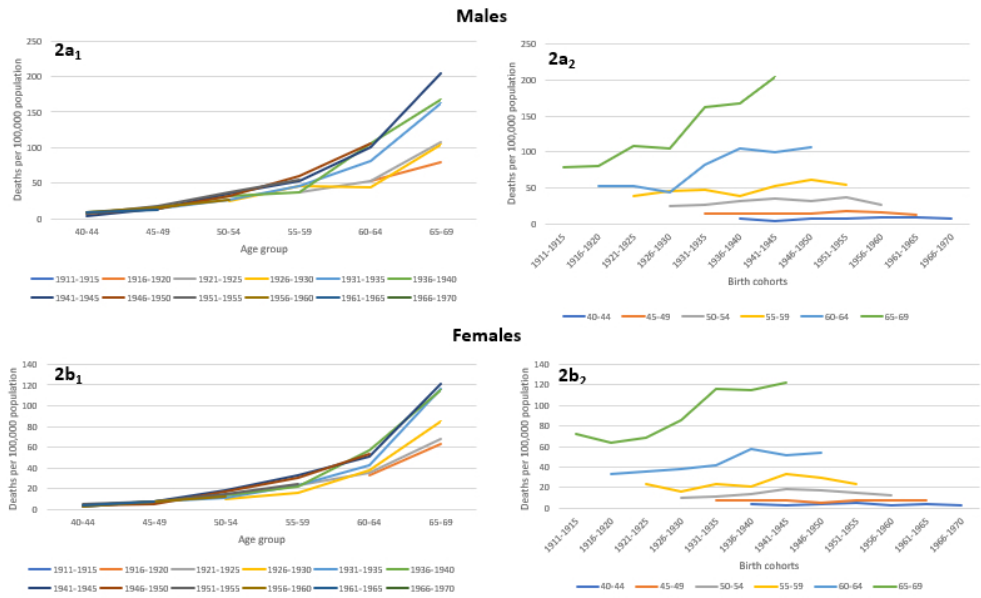 Males
2a1
Deaths per 100,000 population
250
200
150
100
50
0
40-44 45-49 50-54 55-59 60-64 65-69
Age group
1911-1915 1916-1920 1921-1925 1926-1930 1931-1935 1936-1940
1941-1945 1946-1950 1951-1955 1956-1960 1961-1965 1966-1970
2a2
Deaths per 100,000 population
250
200
150
100
50
0
1911-1915 1916-1920 1921-1925 1926-1930 1931-1935 1936-1940 1941-1945 1946-1950 1951-1955 1956-1960 1961-1965 1966-1970
Birth cohorts
40-44 45-49 50-54 55-59 60-64 65-69
Females
2b1
Deaths per 100,000 population
140
120
100
80
60
40
20
0
40-44 45-49 50-54 55-59 60-64 65-69
Age group
1911-1915 1916-1920 1921-1925 1926-1930 1931-1935 1936-1940
1941-1945 1946-1950 1951-1955 1956-1960 1961-1965 1966-1970
2b2
Deaths per 100,000 population
140
120
100
80
60
40
20
0
1911-1915 1916-1920 1921-1925 1926-1930 1931-1935 1936-1940 1941-1945 1946-1950 1951-1955 1956-1960 1961-1965 1966-1970
Birth cohorts
40-44 45-49 50-54 55-59 60-64 65-69